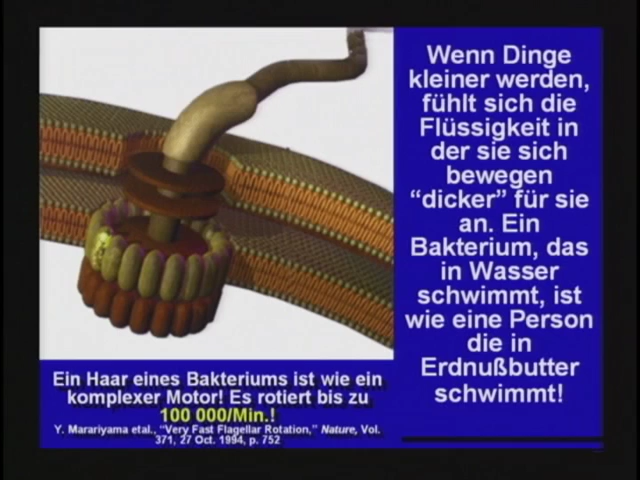 Wenn Dinge
kleiner werden,
fühlt sich die
Flüssigkeit in
der sie sich
bewegen
“dicker” für sie
an. Ein
Bakterium, das
in Wasser
schwimmt, ist
wie eine Person
die in
Erdnußbutter
schwimmt!
Ein Haar eines Bakteriums ist wie ein
komplexer Motor! Es rotiert bis zu
100 000/Min.!
Y. Marariyama etal., “Very Fast Flagellar Rotation,” Nature, Vol.
371, 27 Oct. 1994, p. 752